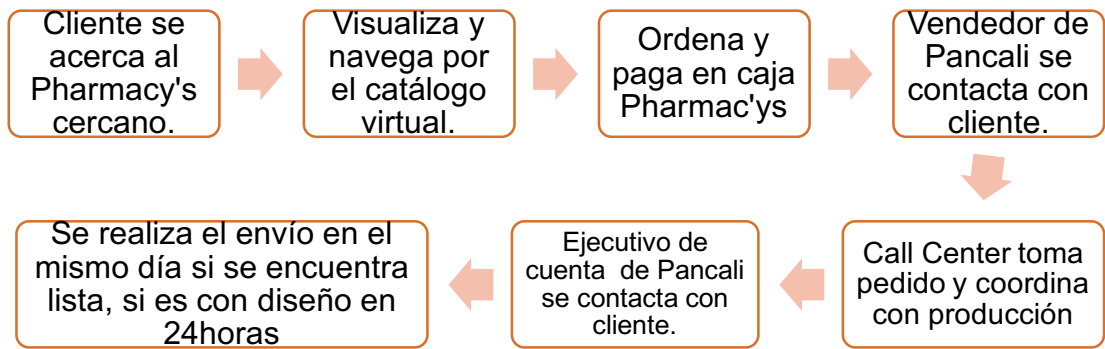 Cliente se
acerca al
Pharmacy's
cercano.
Visualiza y
navega por
el catálogo
virtual.
Ordena y
paga en caja
Pharmac'ys
Vendedor de
Pancali se
contacta con
cliente.
Call Center toma
pedido y coordina
con producción
Ejecutivo de
cuenta de Pancali
se contacta con
cliente.
Se realiza el envío en el
mismo día si se encuentra
lista, si es con diseño en
24horas